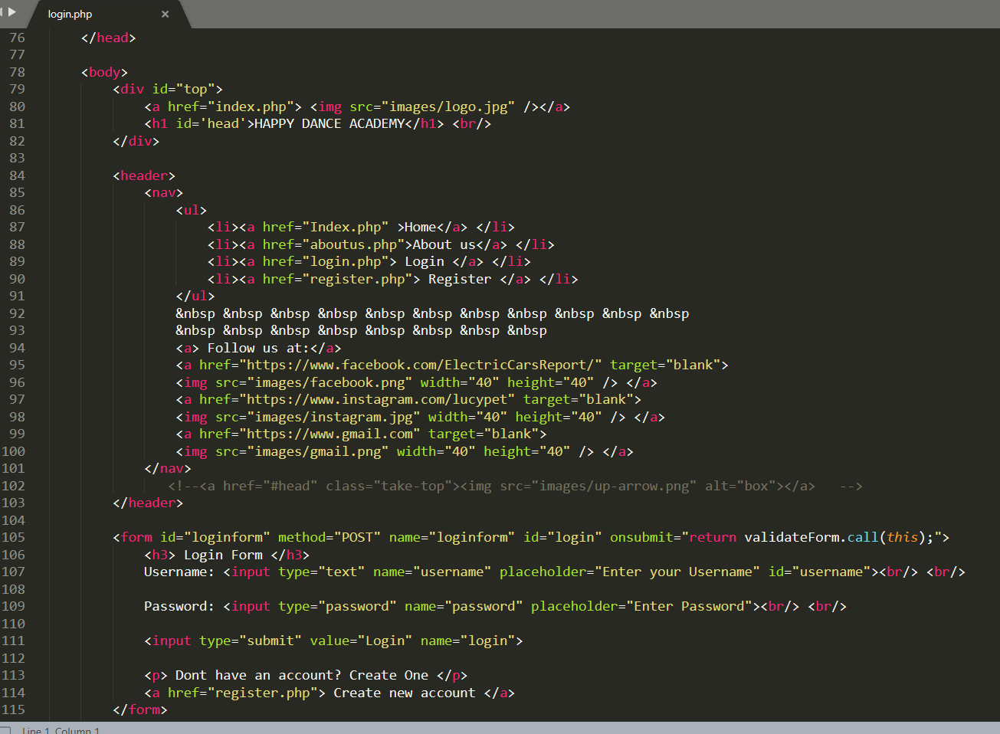 login.php ×
76 </head>
77
78 <body>
79 <div id="top">
80 <a href="index.php"> <img src="images/logo.jpg" /></a>
81 <h1 id='head'>HAPPY DANCE ACADEMY</h1> <br/>
82 </div>
83
84 <header>
85 <nav>
86 <ul>
87 <li><a href="Index.php" >Home</a> </li>
88 <li><a href="aboutus.php">About us</a> </li>
89 <li><a href="login.php"> Login </a> </li>
90 <li><a href="register.php"> Register </a> </li>
91 </ul>
92 &nbsp &nbsp &nbsp &nbsp &nbsp &nbsp &nbsp &nbsp &nbsp &nbsp &nbsp
93 &nbsp &nbsp &nbsp &nbsp &nbsp &nbsp &nbsp &nbsp
94 <a> Follow us at:</a>
95 <a href="https://www.facebook.com/ElectricCarsReport/" target="blank">
96 <img src="images/facebook.png" width="40" height="40" /> </a>
97 <a href="https://www.instagram.com/lucypet" target="blank">
98 <img src="images/instagram.jpg" width="40" height="40" /> </a>
99 <a href="https://www.gmail.com" target="blank">
100 <img src="images/gmail.png" width="40" height="40" /> </a>
101 </nav>
102 <!--<a href="#head" class="take-top"><img src="images/up-arrow.png" alt="box"></a>   -->
103 </header>
104
105 <form id="loginform" method="POST" name="loginform" id="login" onsubmit="return validateForm.call(this);">
106 <h3> Login Form </h3>
107 Username: <input type="text" name="username" placeholder="Enter your Username" id="username"><br/> <br/>
108
109 Password: <input type="password" name="password" placeholder="Enter Password"><br/> <br/>
110
111 <input type="submit" value="Login" name="login">
112
113 <p> Dont have an account? Create One </p>
114 <a href="register.php"> Create new account </a>
115 </form>
Line 1, Column 1